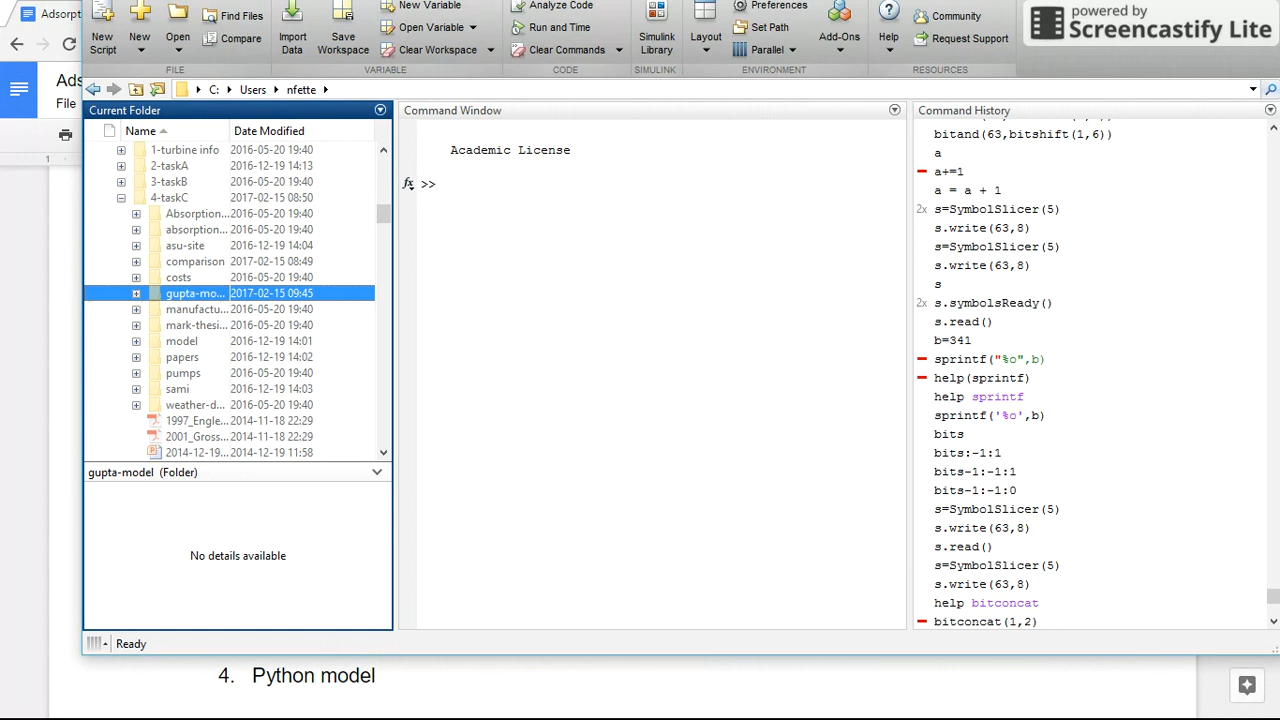 Adsorpt
powered by
Screencastify Lite
New Variable
Analyze Code
Preferences
Community
Find Files
Open Variable
Run and Time
Set Path
Compare
Clear Workspace
Clear Commands
Parallel
Request Support
New
Script
New
Open
Import
Data
Save
Workspace
Simulink
Library
Layout
Add-Ons
Help
FILE
VARIABLE
CODE
SIMULINK
ENVIRONMENT
RESOURCES
Ads
File
1
C:
Users
nfette
Current Folder
Name
Date Modified
1-turbine info 2016-05-20 19:40
2-taskA 2016-12-19 14:13
3-taskB 2016-05-20 19:40
4-taskC 2017-02-15 08:50
Absorption... 2016-05-20 19:40
absorption... 2016-05-20 19:40
asu-site 2016-12-19 14:04
comparison 2017-02-15 08:49
costs 2016-05-20 19:40
gupta-mo... 2017-02-15 09:45
manufactu... 2016-05-20 19:40
mark-thesi... 2016-05-20 19:40
model 2016-12-19 14:01
papers 2016-12-19 14:02
pumps 2016-05-20 19:40
sami 2016-12-19 14:03
weather-d... 2016-05-20 19:40
1997_Engle... 2014-11-18 22:29
2001_Gross... 2014-11-18 22:29
2014-12-19... 2014-12-19 11:58
gupta-model (Folder)
No details available
Command Window
Academic License
fx >>
Command History
bitand(63,bitshift(1,6))
a
a+=1
a = a + 1
2x s=SymbolSlicer(5)
s.write(63,8)
s=SymbolSlicer(5)
s.write(63,8)
s
2x s.symbolsReady()
s.read()
b=341
sprintf("%o",b)
help(sprintf)
help sprintf
sprintf('%o',b)
bits
bits:-1:1
bits-1:-1:1
bits-1:-1:0
s=SymbolSlicer(5)
s.write(63,8)
s.read()
s=SymbolSlicer(5)
s.write(63,8)
help bitconcat
bitconcat(1,2)
Ready
4. Python model